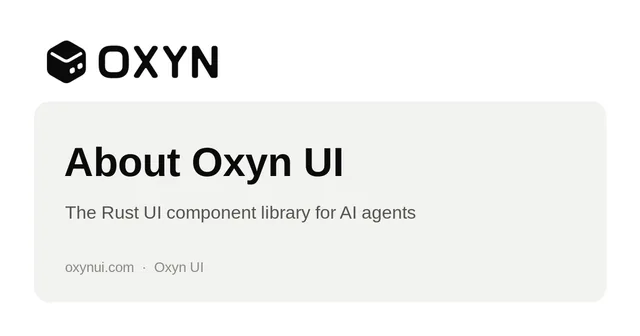 OXYN
About Oxyn UI
The Rust UI component library for AI agents
oxynui.com · Oxyn UI